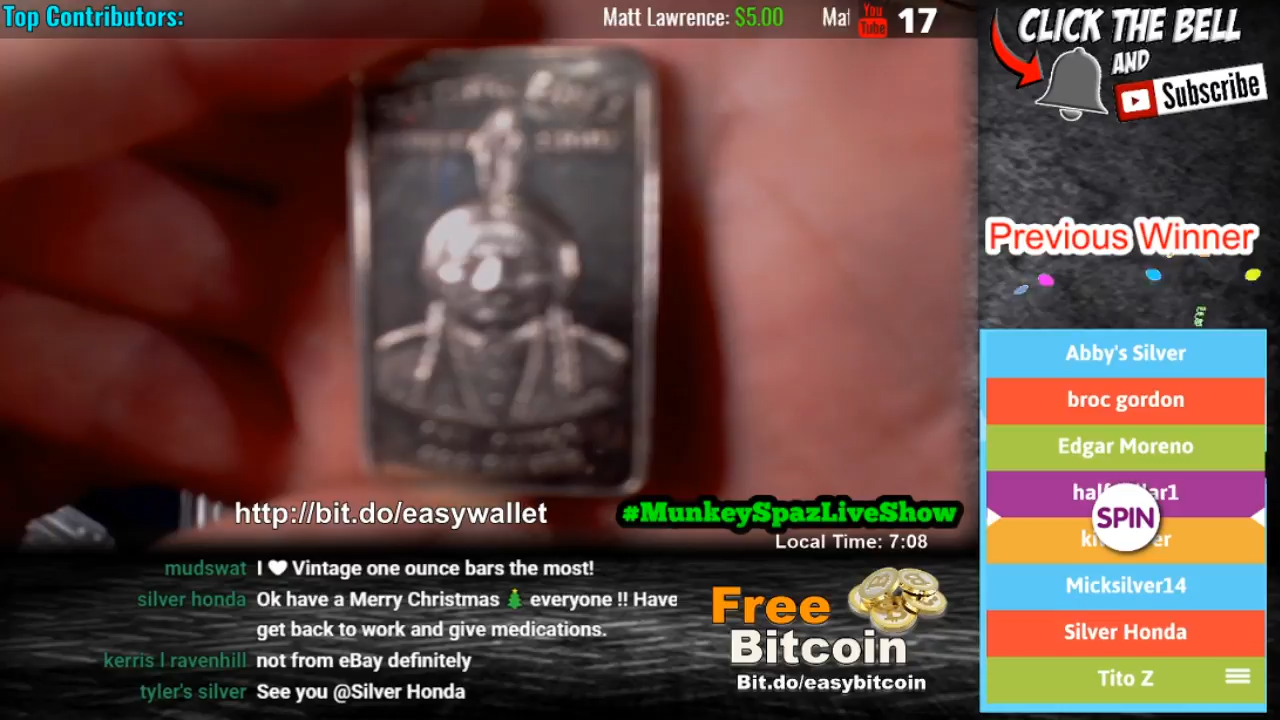 Top Contributors:
Matt Lawrence: $5.00
Mat
You
Tube
17
CLICK THE BELL
AND
Subscribe
Previous Winner
Abby's Silver
broc gordon
Edgar Moreno
SPIN
Micksilver14
Silver Honda
Tito Z
http://bit.do/easywallet
#MunkeySpazLiveShow
Local Time: 7:08
mudswat I ❤ Vintage one ounce bars the most!
silver honda Ok have a Merry Christmas 🎄 everyone !! Have
get back to work and give medications.
kerris l ravenhill not from eBay definitely
tyler's silver See you @Silver Honda
Free
Bitcoin
Bit.do/easybitcoin